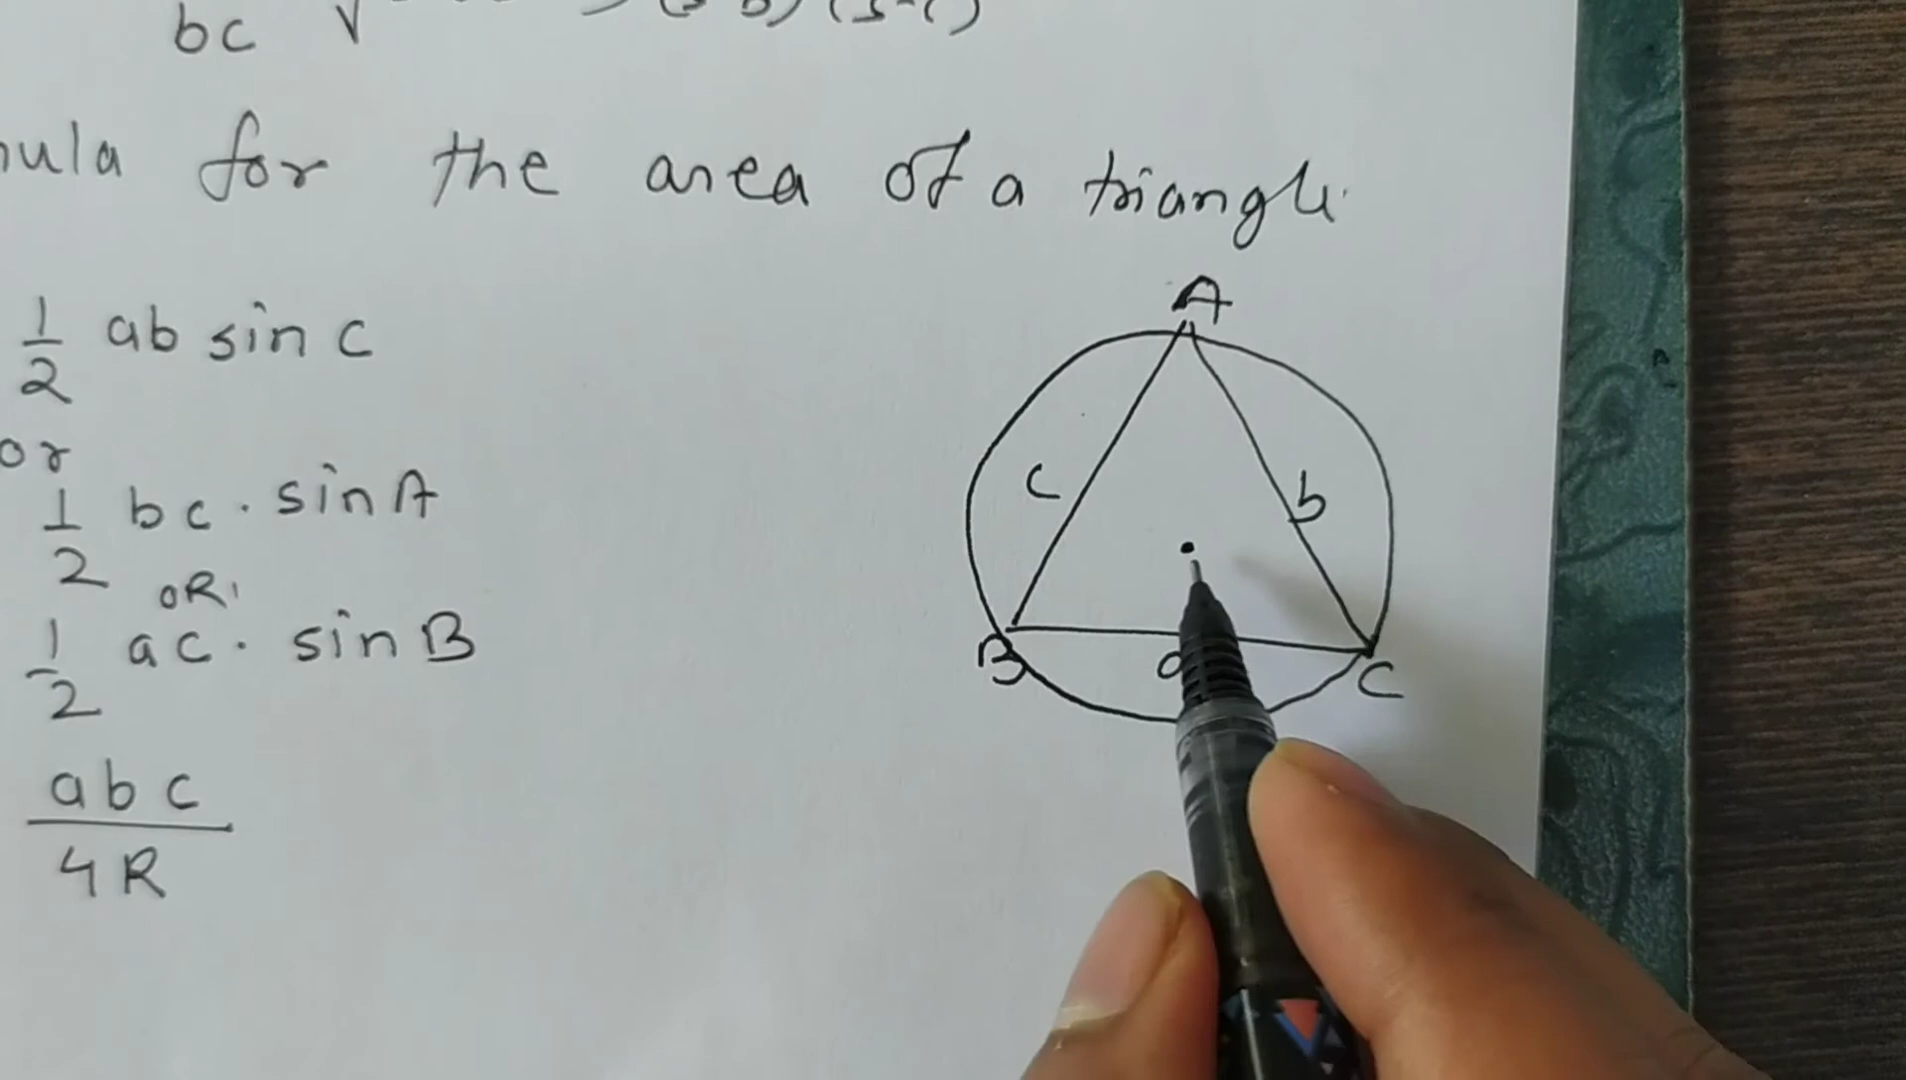 bc √ (s-b) (s-c)
for the area of a triangle
1/2 ab sin C
or
1/2 bc · sin A
OR
1/2 ac · sin B
abc/4R
A
c
b
B
a
C